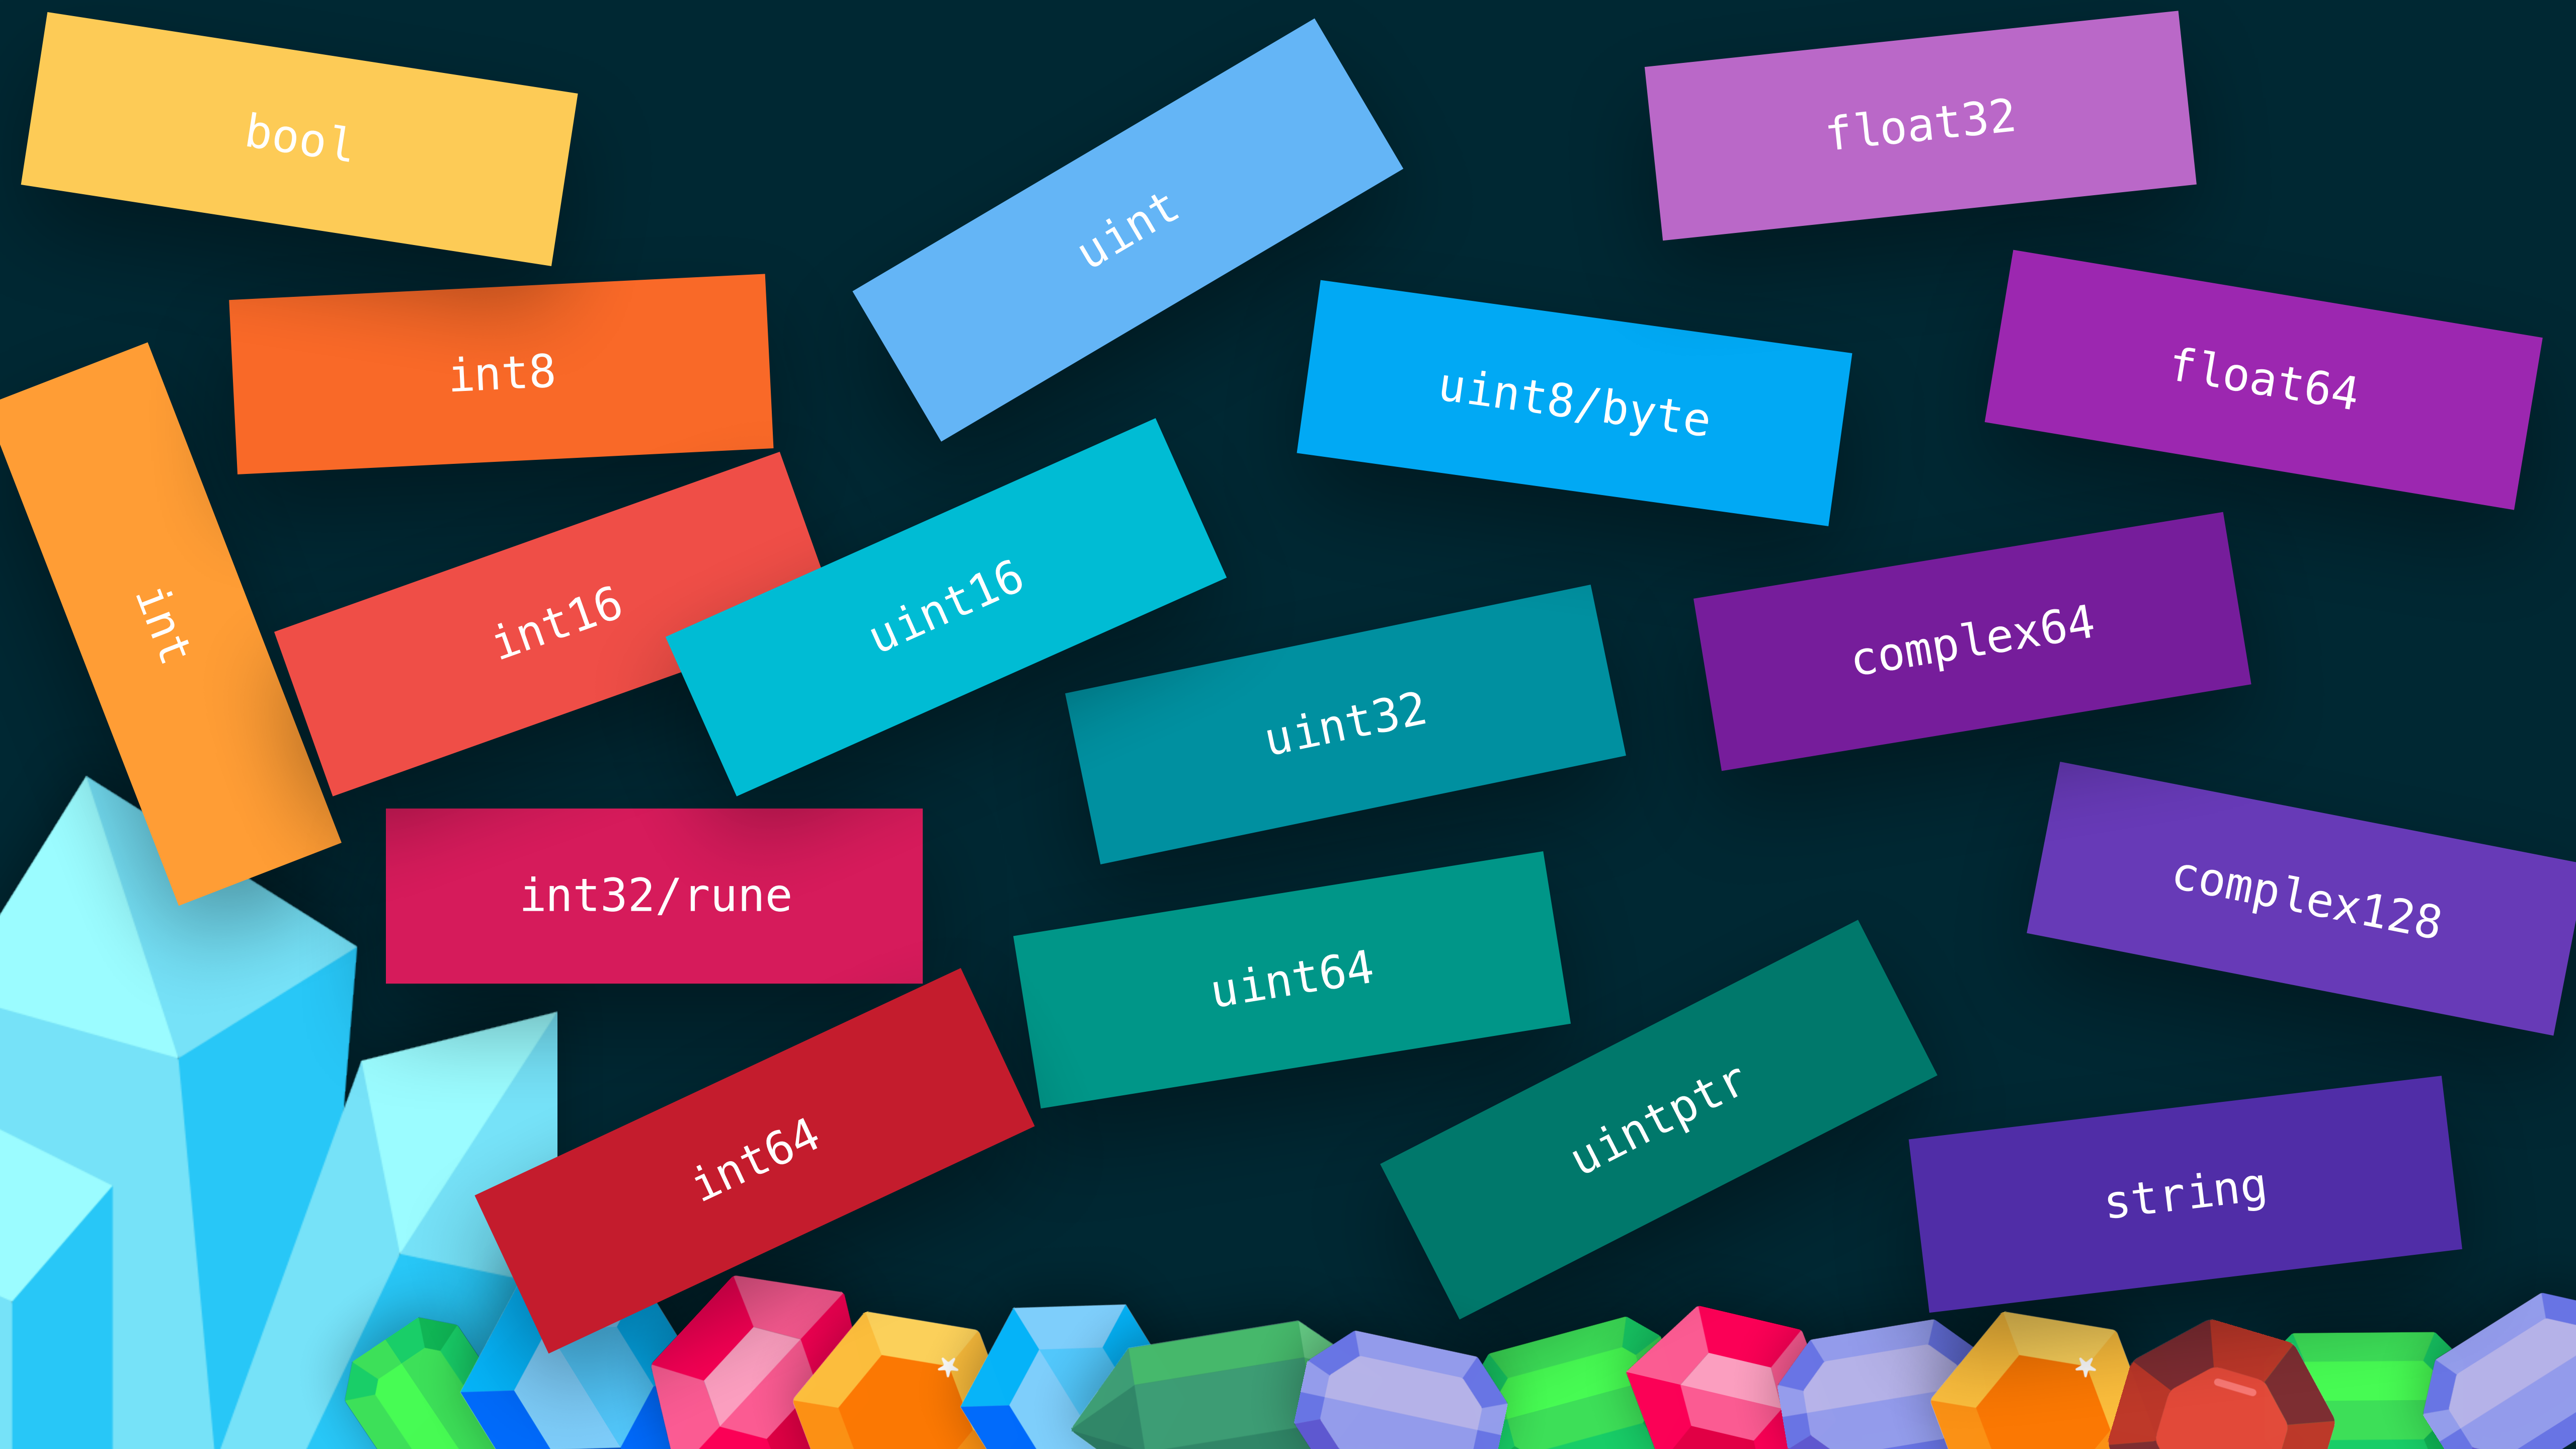 bool
uint
float32
int8
uint8/byte
float64
int
int16
uint16
uint32
complex64
int32/rune
uint64
complex128
int64
uintptr
string